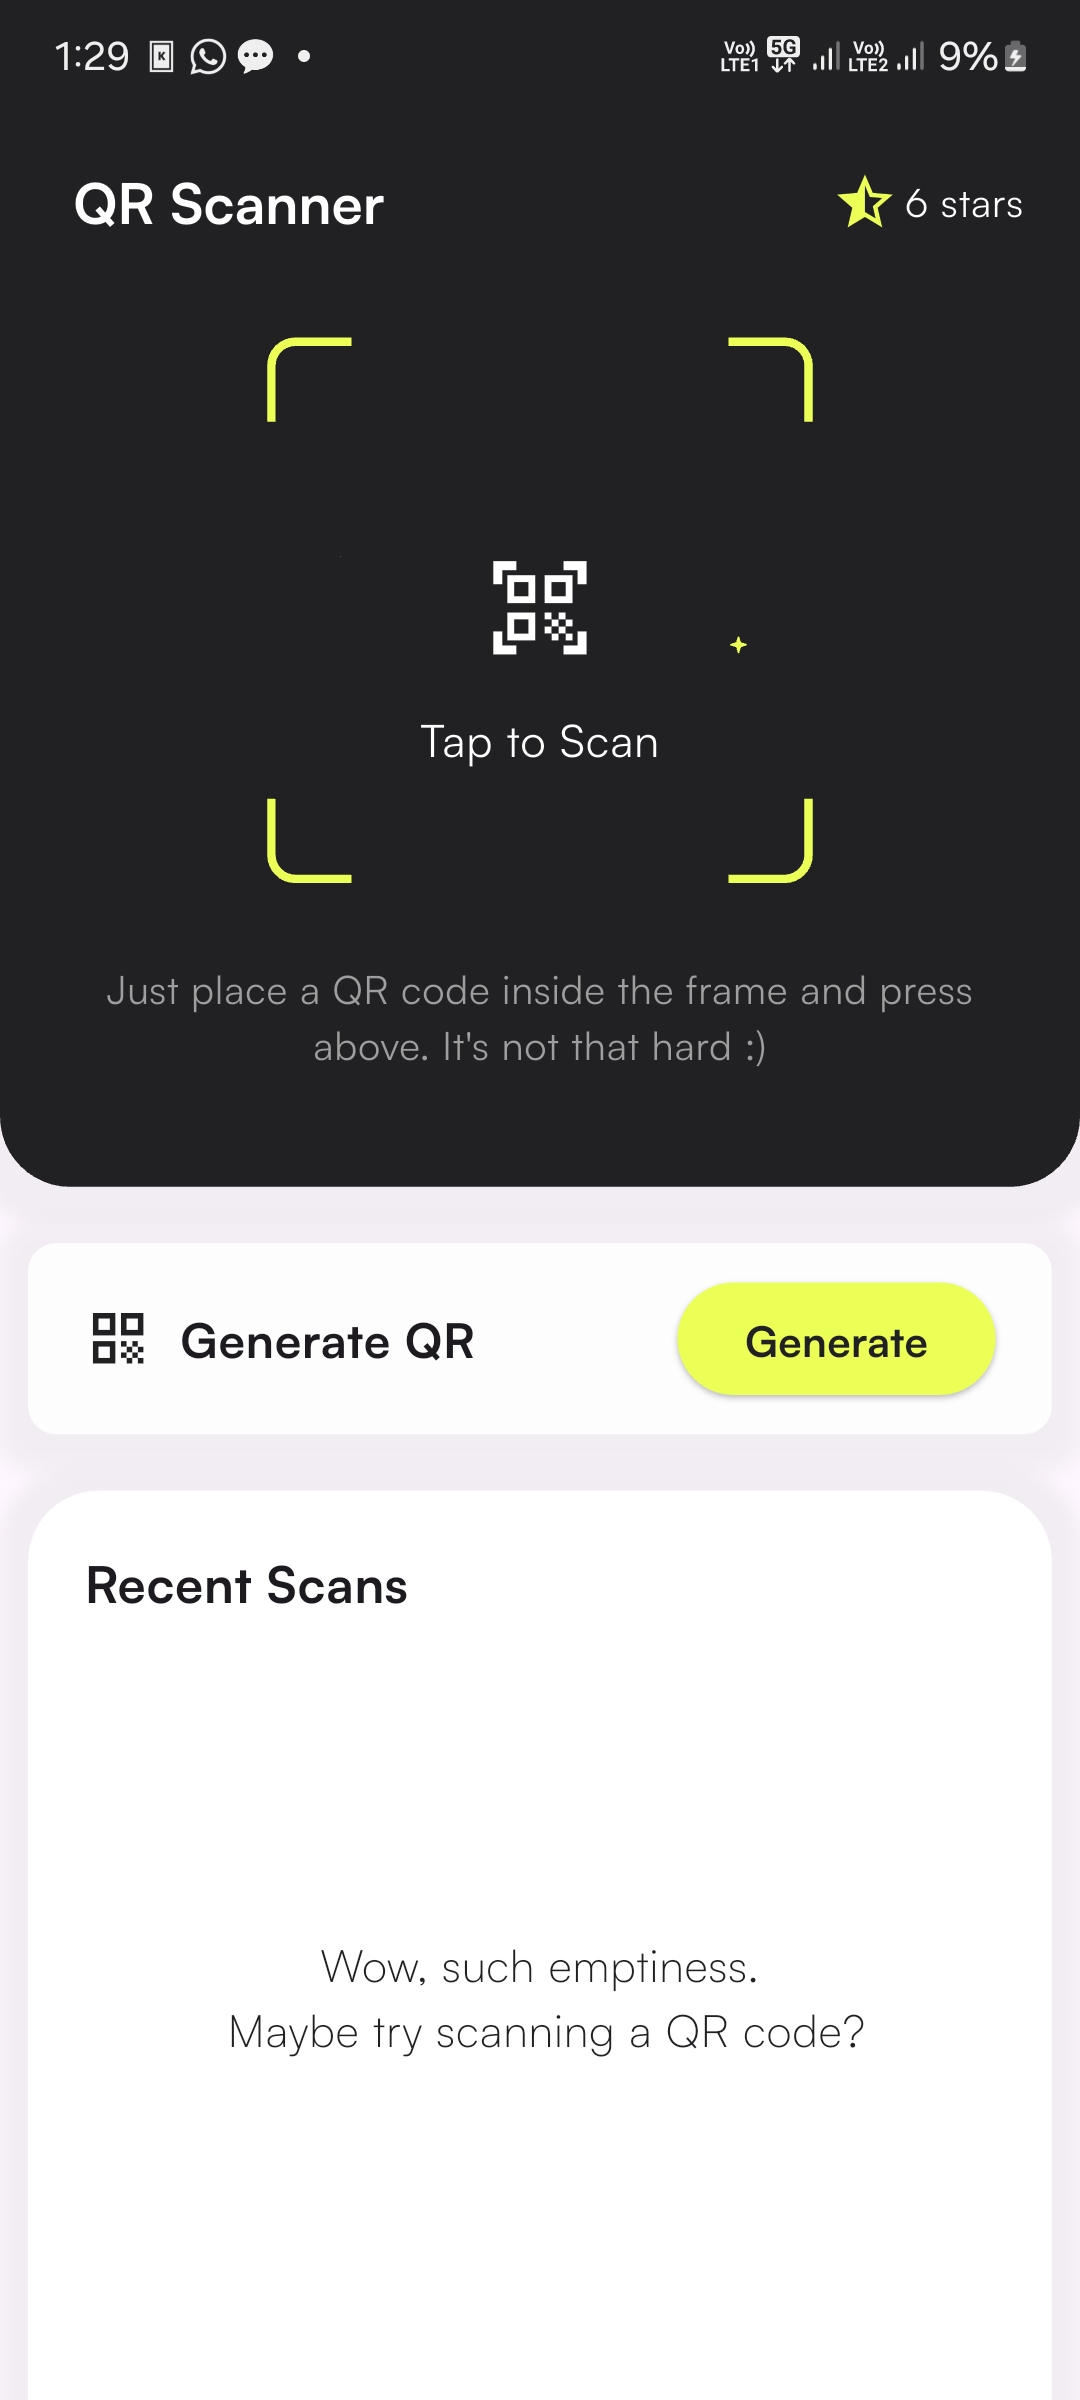 1:29
K
Vo)) LTE1 5G Vo)) LTE2 9%
QR Scanner
6 stars
Tap to Scan
Just place a QR code inside the frame and press
above. It's not that hard :)
Generate QR
Generate
Recent Scans
Wow, such emptiness.
Maybe try scanning a QR code?